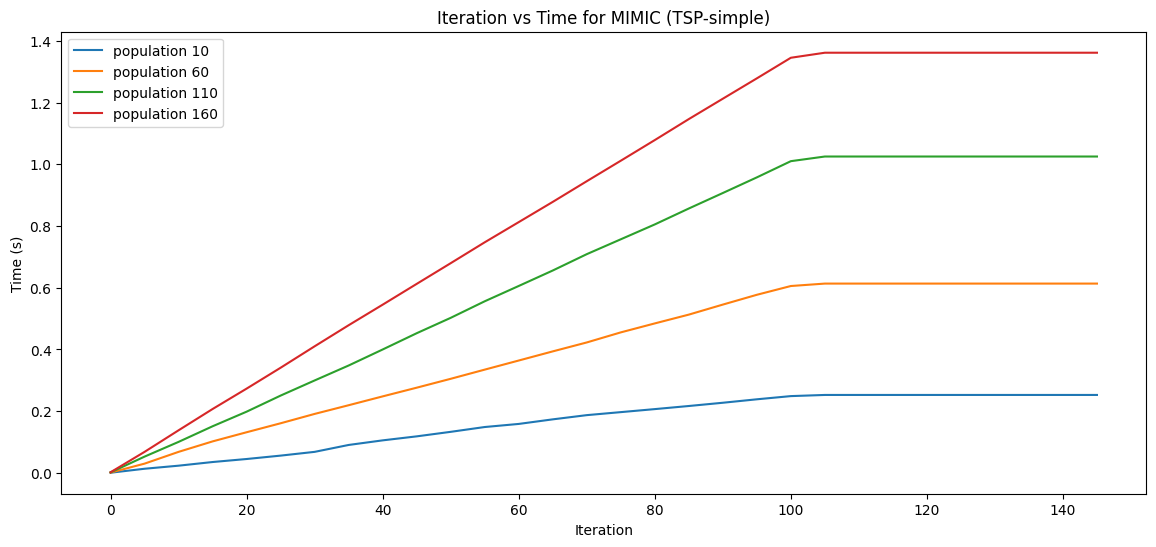 Iteration vs Time for MIMIC (TSP-simple)
population 10
population 60
population 110
population 160
1.4
1.2
1.0
0.8
0.6
0.4
0.2
0.0
Time (s)
0 20 40 60 80 100 120 140
Iteration